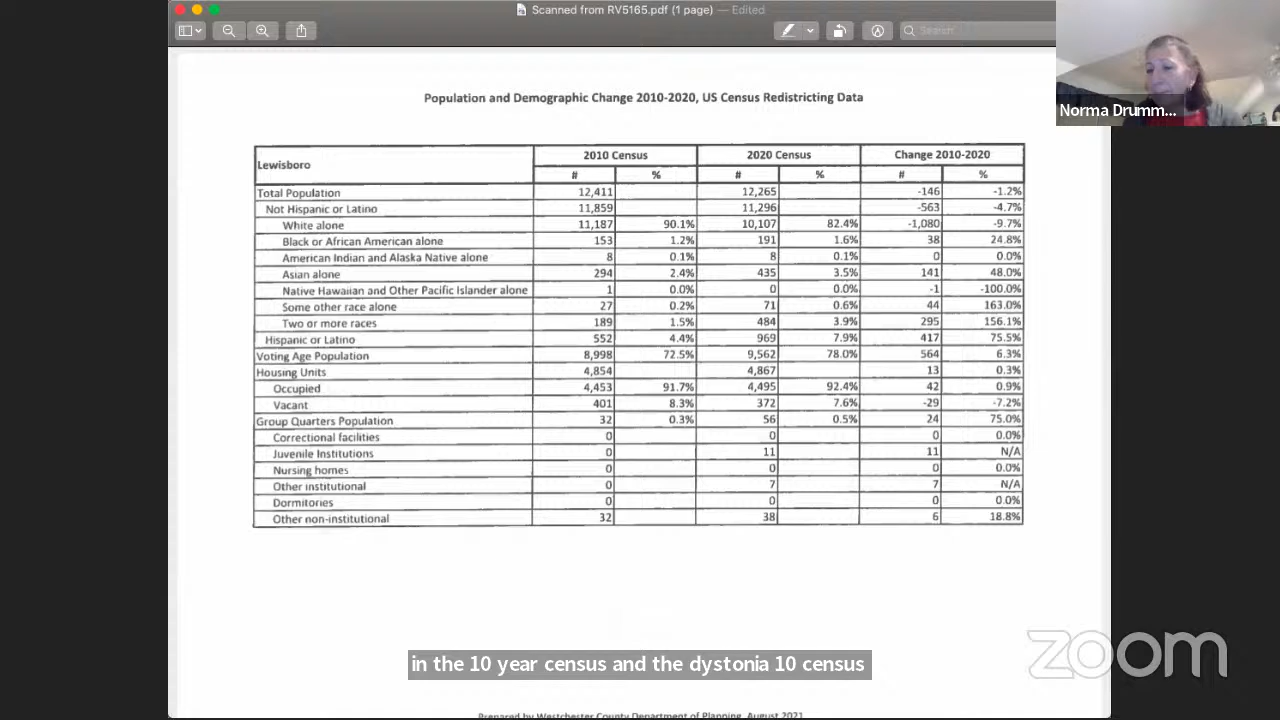 Scanned from RV5165.pdf (1 page) — Edited
Search
Norma Drumm...
Population and Demographic Change 2010-2020, US Census Redistricting Data
Lewisboro 2010 Census 2020 Census Change 2010-2020
# % # % # %
Total Population 12,411 12,265 -146 -1.2%
Not Hispanic or Latino 11,859 11,296 -563 -4.7%
White alone 11,187 90.1% 10,107 82.4% -1,080 -9.7%
Black or African American alone 153 1.2% 191 1.6% 38 24.8%
American Indian and Alaska Native alone 8 0.1% 8 0.1% 0 0.0%
Asian alone 294 2.4% 435 3.5% 141 48.0%
Native Hawaiian and Other Pacific Islander alone 1 0.0% 0 0.0% -1 -100.0%
Some other race alone 27 0.2% 71 0.6% 44 163.0%
Two or more races 189 1.5% 484 3.9% 295 156.1%
Hispanic or Latino 552 4.4% 969 7.9% 417 75.5%
Voting Age Population 8,998 72.5% 9,562 78.0% 564 6.3%
Housing Units 4,854 4,867 13 0.3%
Occupied 4,453 91.7% 4,495 92.4% 42 0.9%
Vacant 401 8.3% 372 7.6% -29 -7.2%
Group Quarters Population 32 0.3% 56 0.5% 24 75.0%
Correctional facilities 0 0 0 0.0%
Juvenile Institutions 0 11 11 N/A
Nursing homes 0 0 0 0.0%
Other institutional 0 7 7 N/A
Dormitories 0 0 0 0.0%
Other non-institutional 32 38 6 18.8%
in the 10 year census and the dystonia 10 census
zoom
Prepared by Westchester County Department of Planning, August 2021